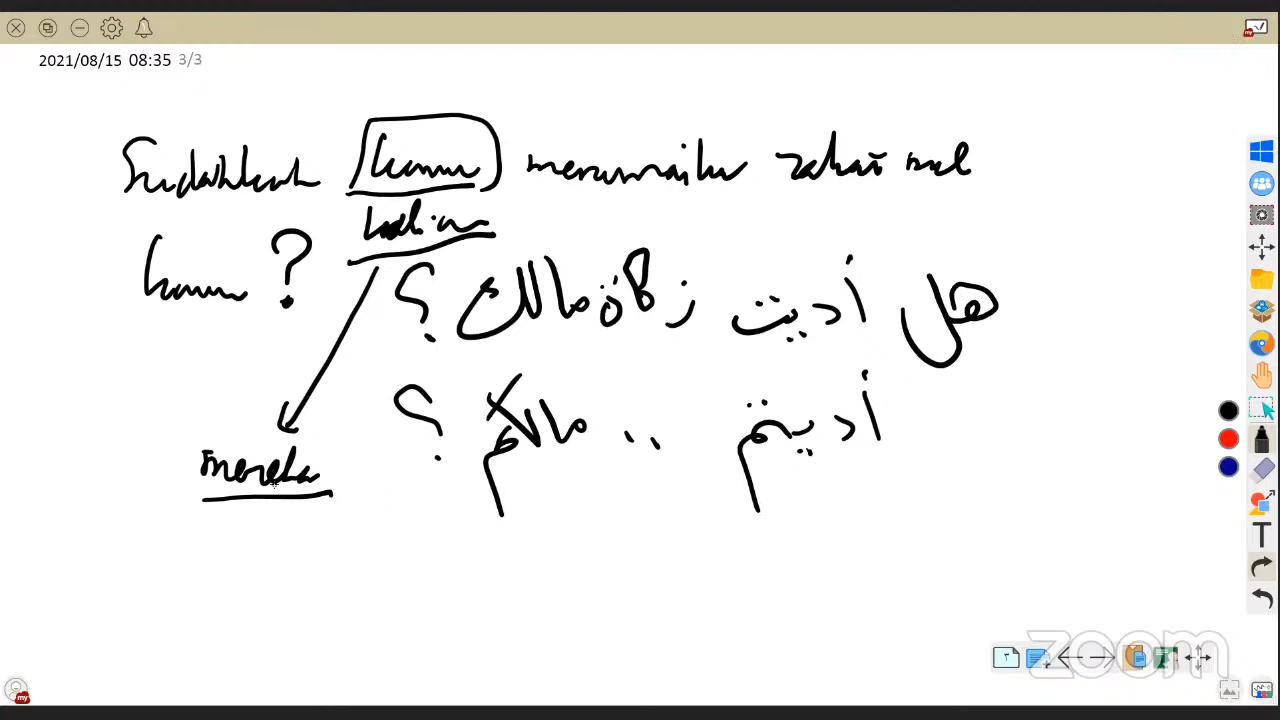 2021/08/15 08:35 3/3
Sudahkah kamu menunaikan zakat mal
kalian
kamu ?
هل أديت زكاة مالك ؟
أديتم .. مالكم ؟
mereka
zoom